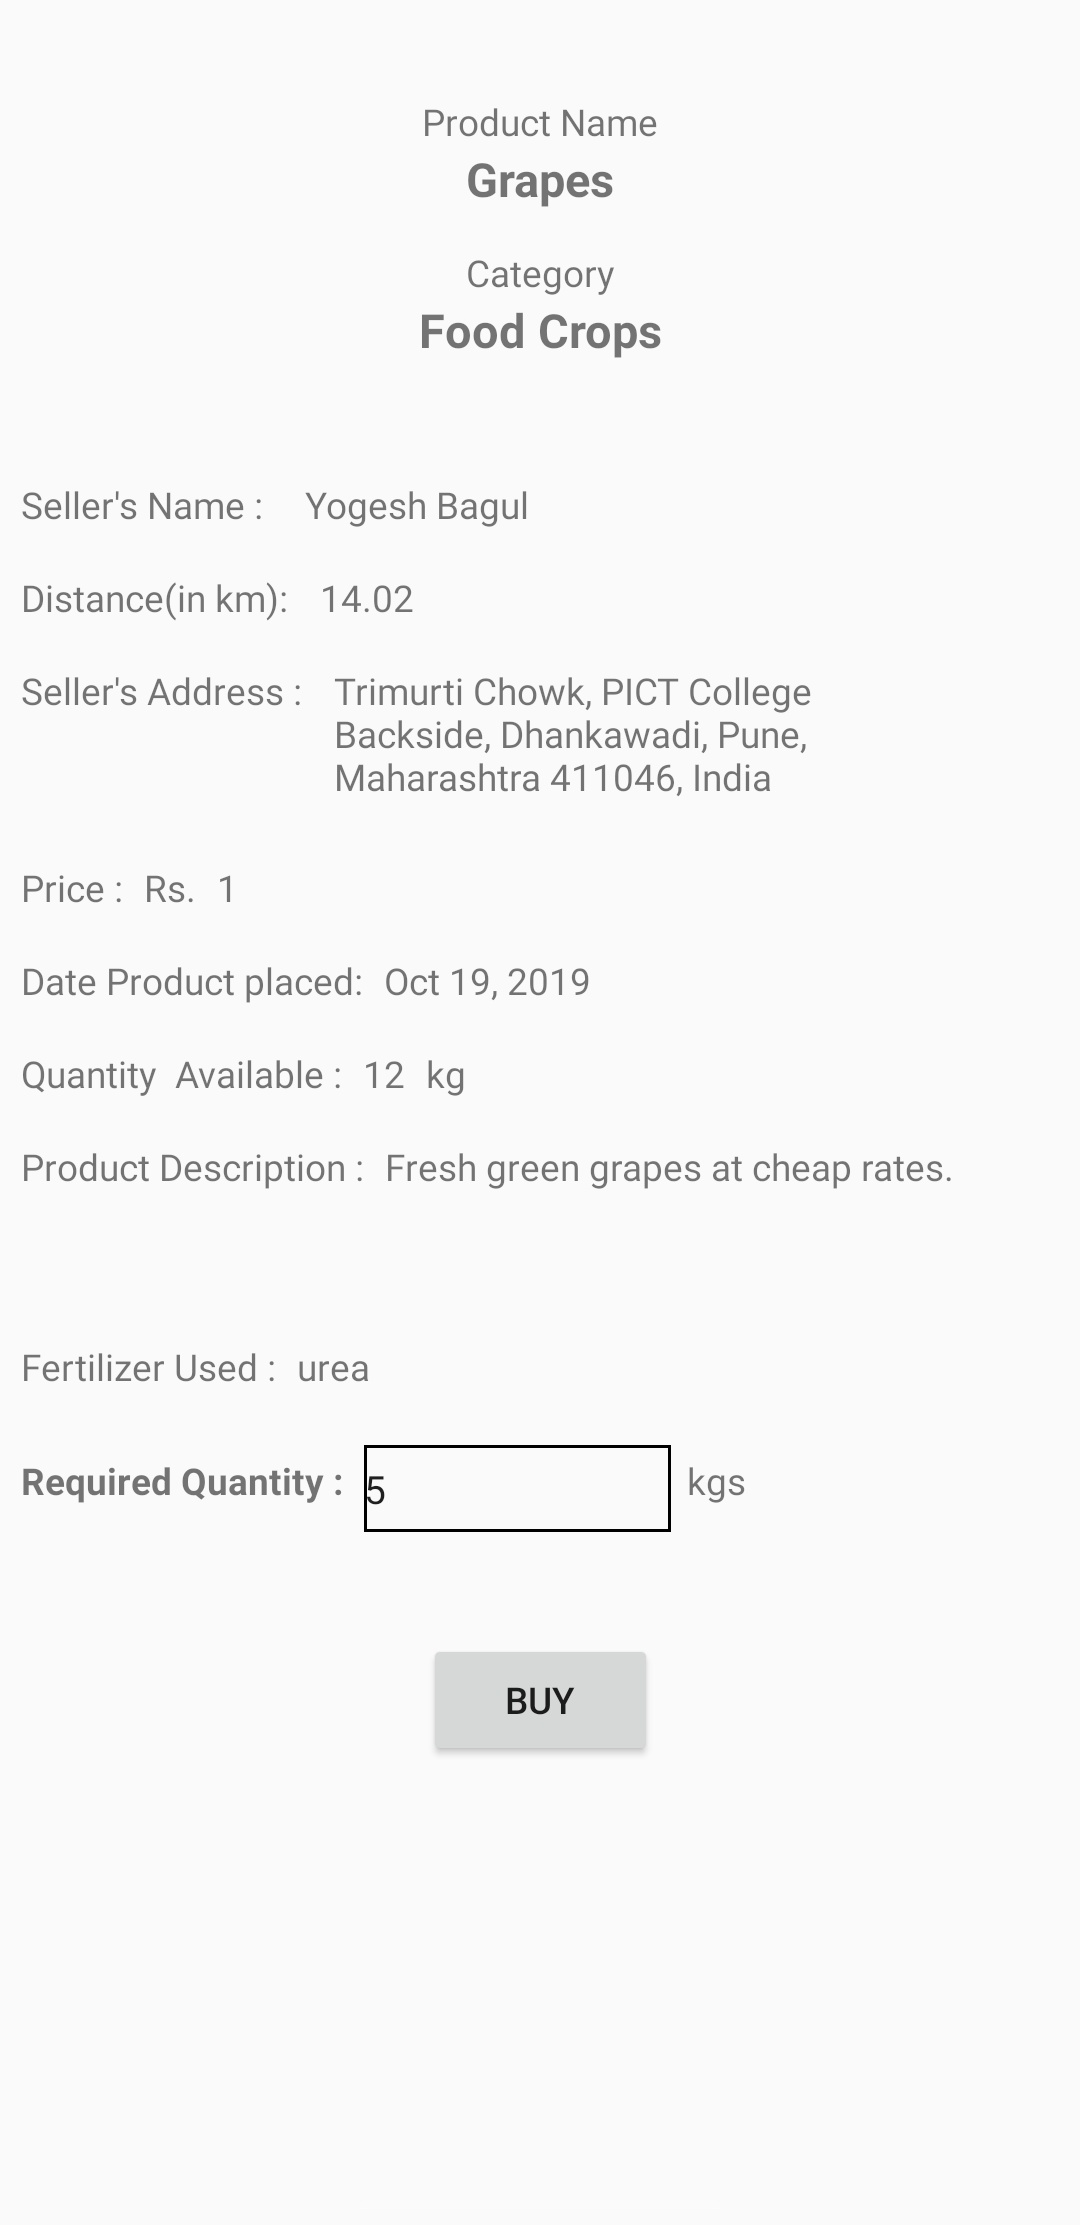 Product Name
Grapes
Category
Food Crops
Seller's Name : Yogesh Bagul
Distance(in km): 14.02
Seller's Address : Trimurti Chowk, PICT College
Backside, Dhankawadi, Pune,
Maharashtra 411046, India
Price : Rs. 1
Date Product placed: Oct 19, 2019
Quantity Available : 12 kg
Product Description : Fresh green grapes at cheap rates.
Fertilizer Used : urea
Required Quantity : 5 kgs
BUY